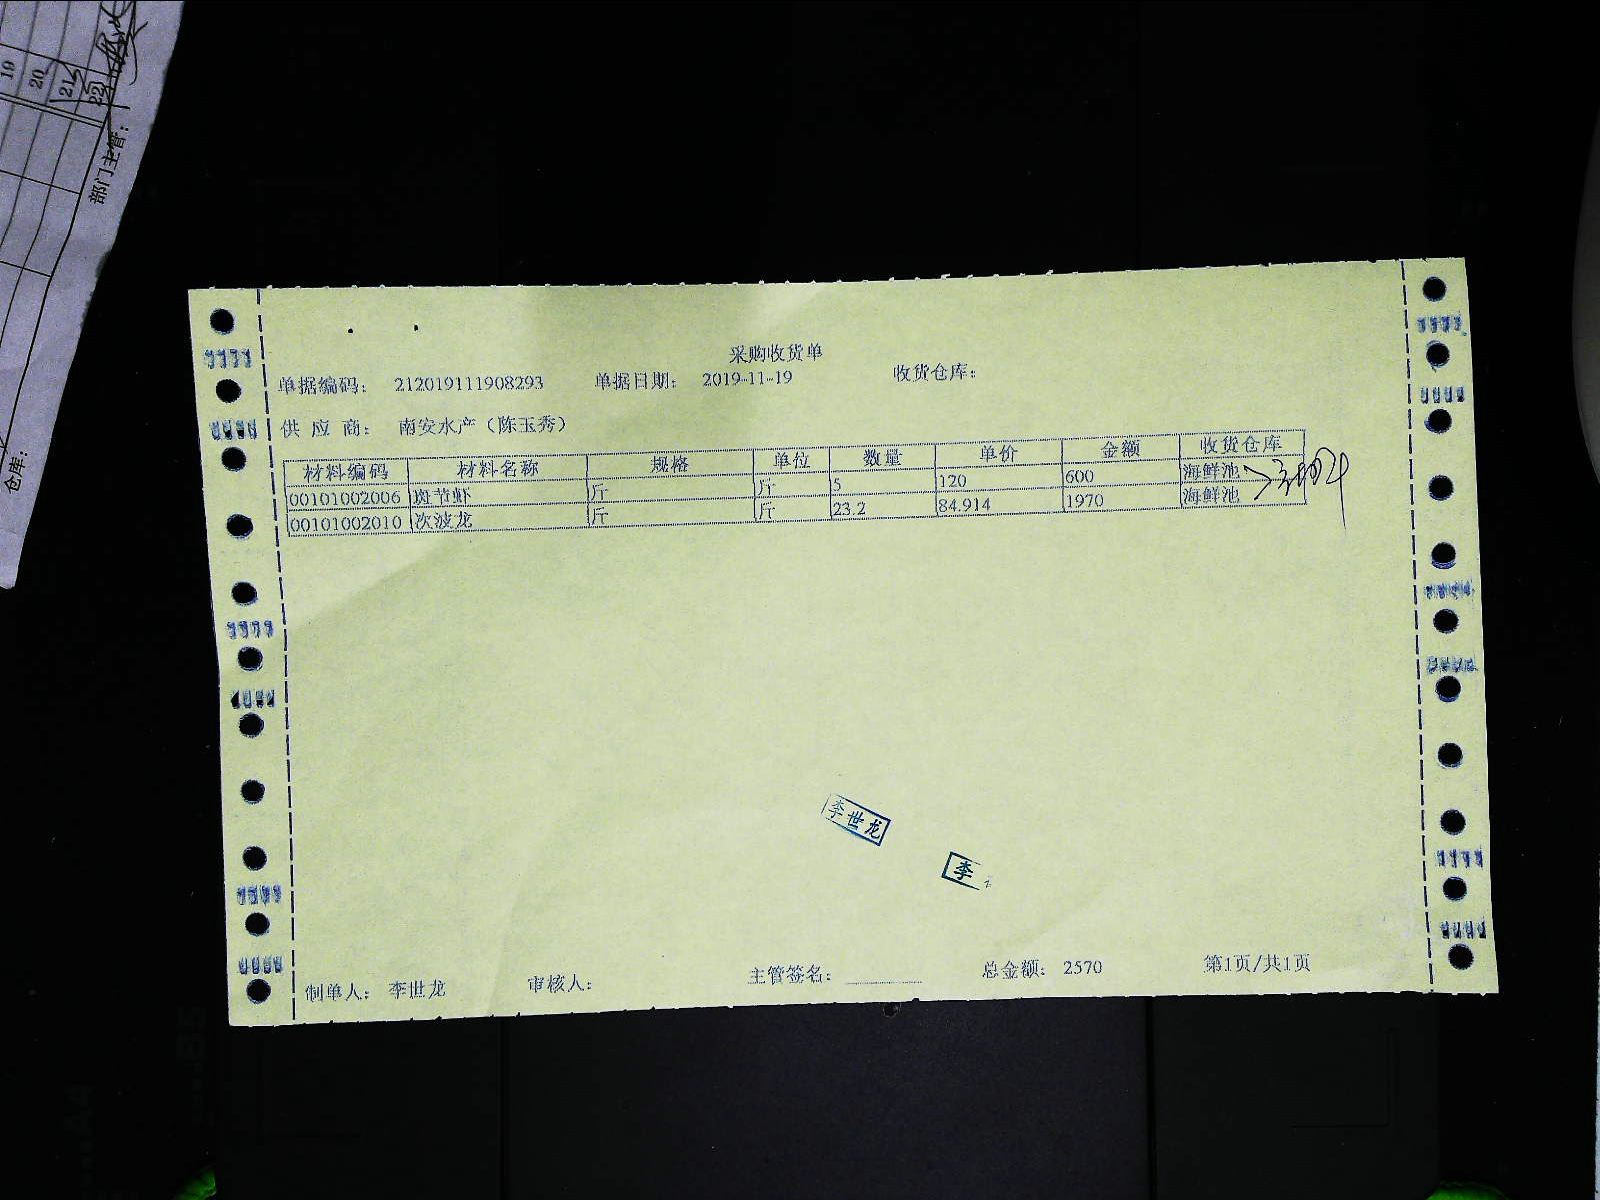 19
20
21
22
部门主管：
仓库：
采购收货单
单据编码： 212019111908293 单据日期： 2019-11-19 收货仓库：
供 应 商： 南安水产（陈玉秀）
材料编码 材料名称 规格 单位 数量 单价 金额 收货仓库
00101002006 斑节虾 斤 斤 5 120 600 海鲜池
00101002010 次波龙 斤 斤 23.2 84.914 1970 海鲜池
李世龙
李
制单人： 李世龙 审核人： 主管签名： 总金额： 2570 第1页/共1页